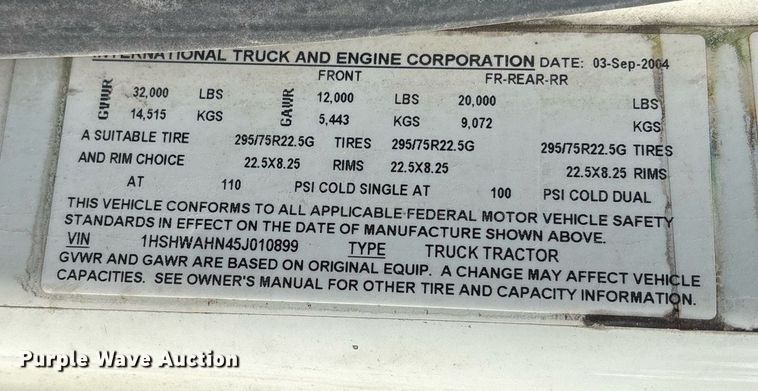 INTERNATIONAL TRUCK AND ENGINE CORPORATION DATE: 03-Sep-2004
FRONT FR-REAR-RR
GVWR 32,000 LBS GAWR 12,000 LBS 20,000 LBS
14,515 KGS 5,443 KGS 9,072 KGS
A SUITABLE TIRE 295/75R22.5G TIRES 295/75R22.5G 295/75R22.5G TIRES
AND RIM CHOICE 22.5X8.25 RIMS 22.5X8.25 22.5X8.25 RIMS
AT 110 PSI COLD SINGLE AT 100 PSI COLD DUAL
THIS VEHICLE CONFORMS TO ALL APPLICABLE FEDERAL MOTOR VEHICLE SAFETY
STANDARDS IN EFFECT ON THE DATE OF MANUFACTURE SHOWN ABOVE.
VIN 1HSHWAHN45J010899 TYPE TRUCK TRACTOR
GVWR AND GAWR ARE BASED ON ORIGINAL EQUIP. A CHANGE MAY AFFECT VEHICLE
CAPACITIES. SEE OWNER'S MANUAL FOR OTHER TIRE AND CAPACITY INFORMATION.
Purple Wave Auction